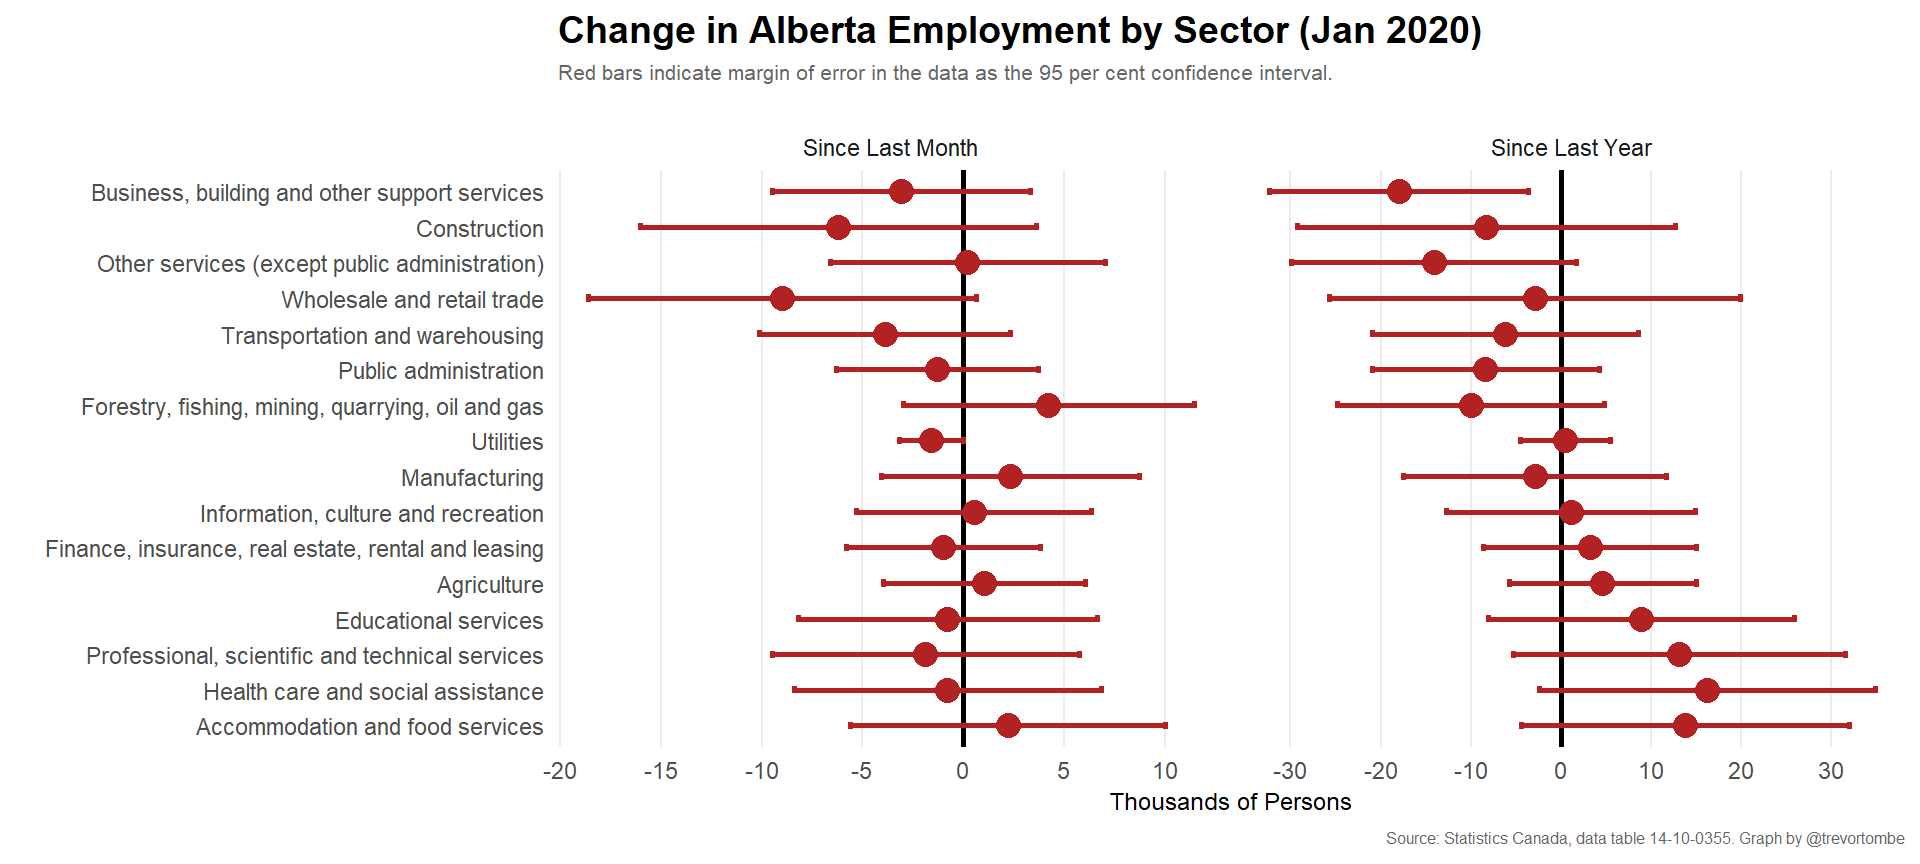 Change in Alberta Employment by Sector (Jan 2020)
Red bars indicate margin of error in the data as the 95 per cent confidence interval.
Since Last Month
Since Last Year
Business, building and other support services
Construction
Other services (except public administration)
Wholesale and retail trade
Transportation and warehousing
Public administration
Forestry, fishing, mining, quarrying, oil and gas
Utilities
Manufacturing
Information, culture and recreation
Finance, insurance, real estate, rental and leasing
Agriculture
Educational services
Professional, scientific and technical services
Health care and social assistance
Accommodation and food services
-20 -15 -10 -5 0 5 10
-30 -20 -10 0 10 20 30
Thousands of Persons
Source: Statistics Canada, data table 14-10-0355. Graph by @trevortombe